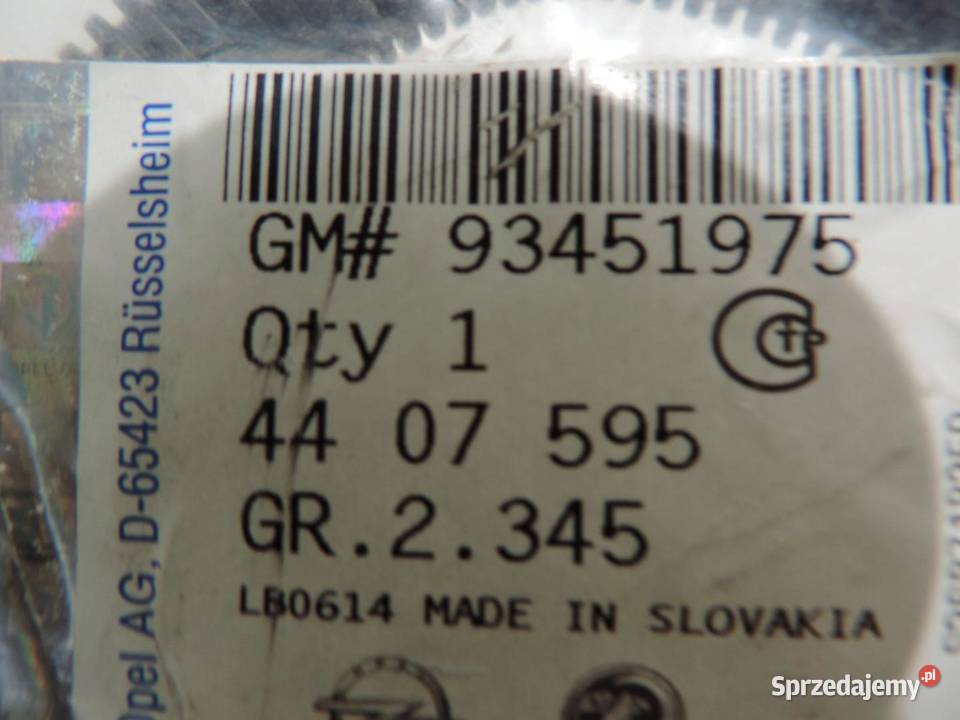 GM# 93451975
Qty 1
44 07 595
GR.2.345
LB0614 MADE IN SLOVAKIA
Opel AG, D-65423 Rüsselsheim
Sprzedajemy.pl